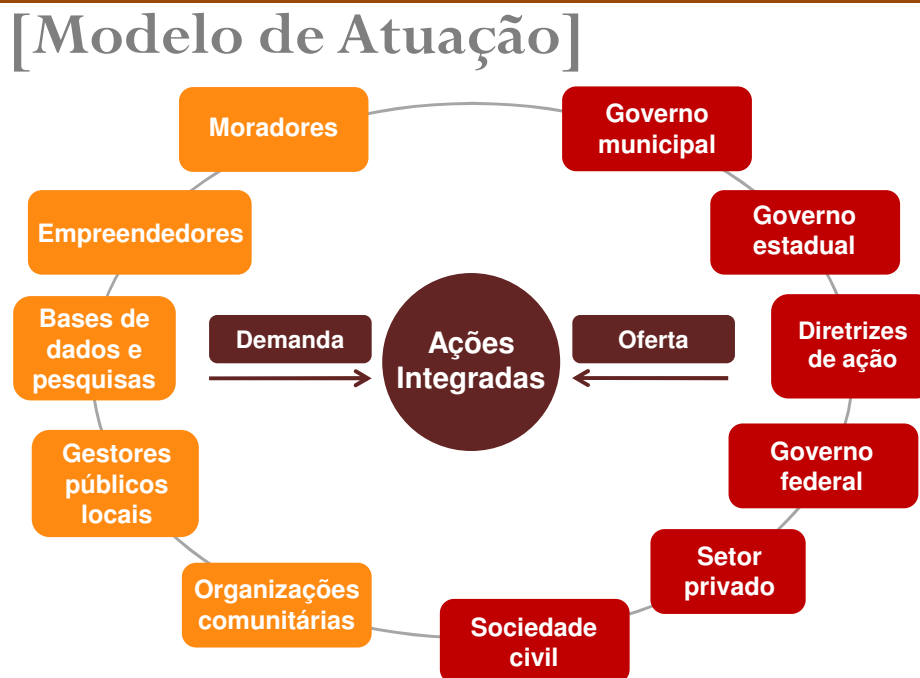 [Modelo de Atuação]
Moradores
Governo
municipal
Empreendedores
Governo
estadual
Bases de
dados e
pesquisas
Demanda
Ações
Integradas
Oferta
Diretrizes
de ação
Gestores
públicos
locais
Governo
federal
Organizações
comunitárias
Setor
privado
Sociedade
civil